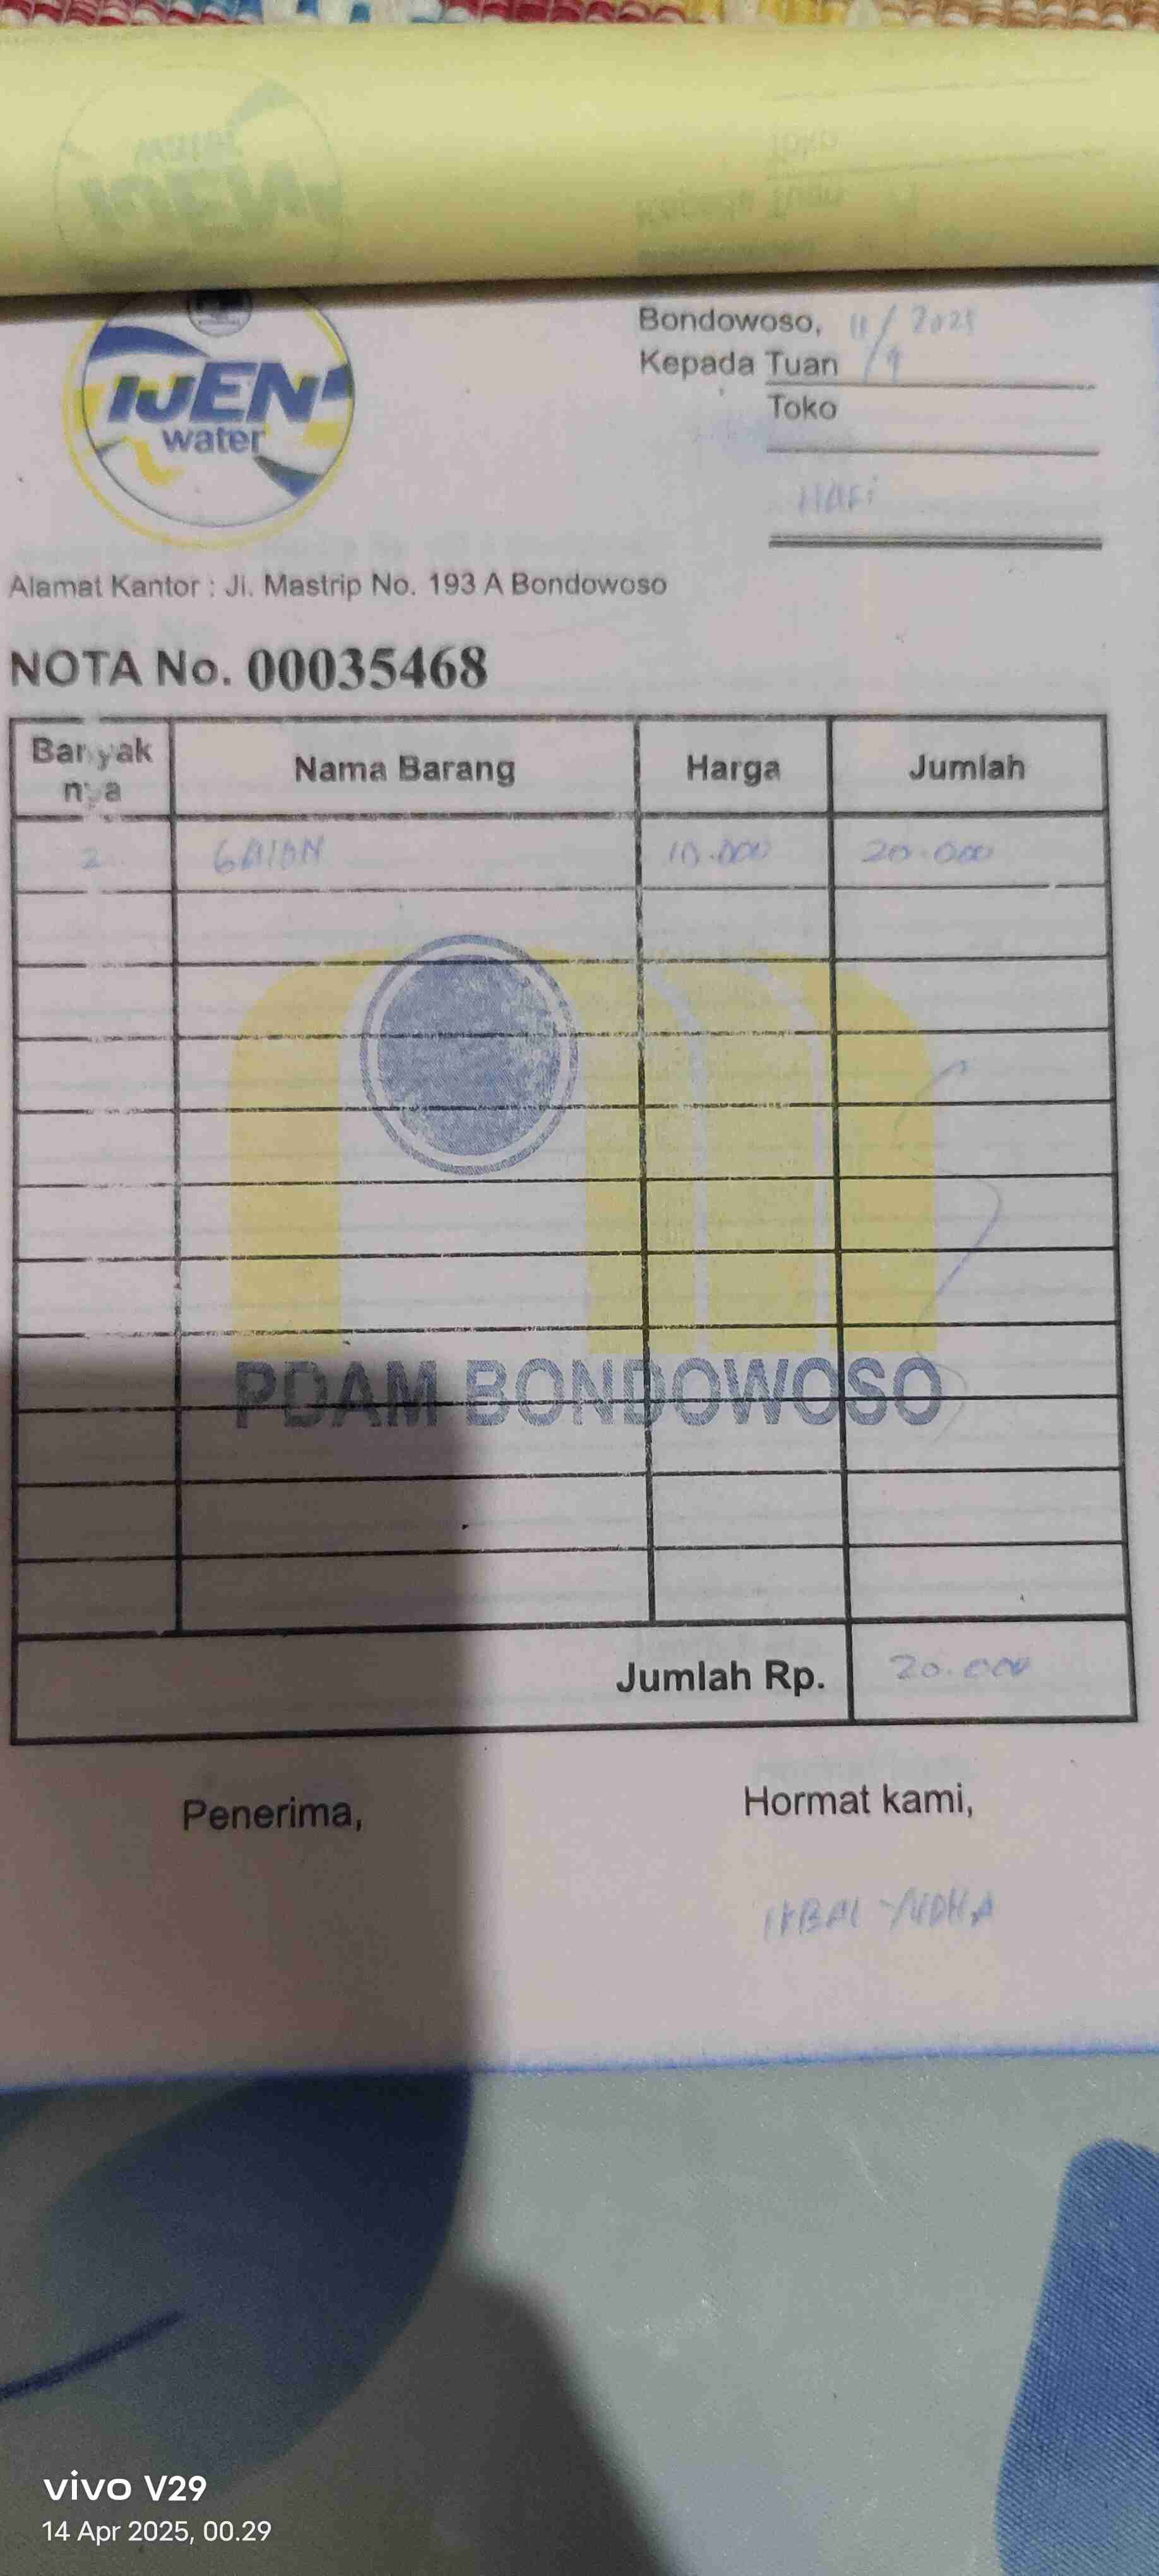 IJEN
water
Bondowoso, 11/4 2025
Kepada Tuan
Toko
HAFi
Alamat Kantor : Jl. Mastrip No. 193 A Bondowoso
NOTA No. 00035468
Banyak nya Nama Barang Harga Jumlah
2 GAlON 10.000 20.000
PDAM BONDOWOSO
Jumlah Rp. 20.000
Penerima, Hormat kami,
IKBAL YUDHA
vivo V29
14 Apr 2025, 00.29